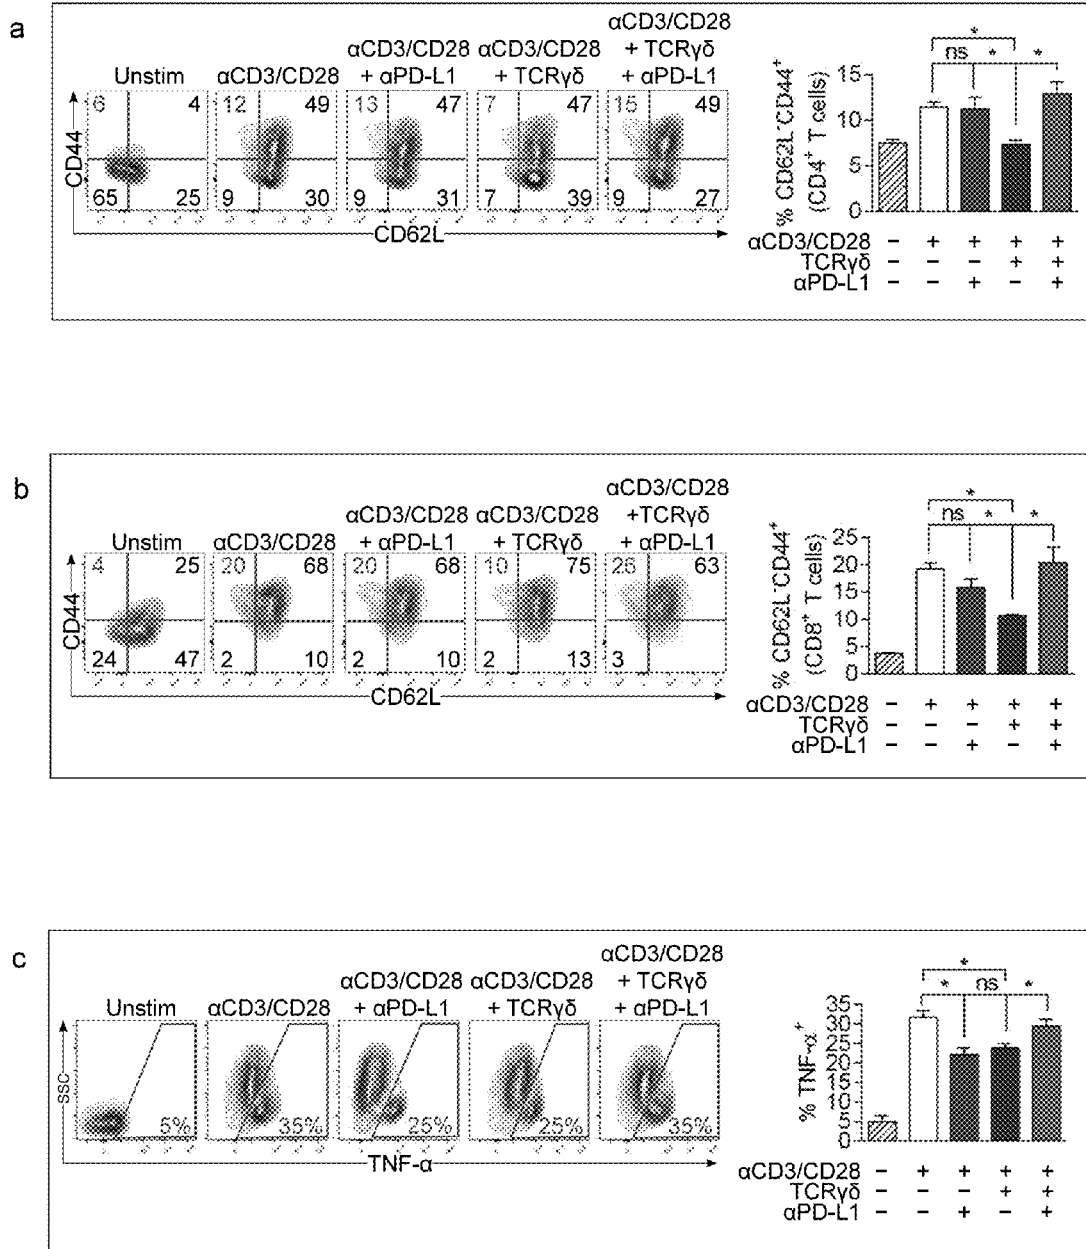 a
Unstim
αCD3/CD28
αCD3/CD28
+ αPD-L1
αCD3/CD28
+ TCRγδ
αCD3/CD28
+ TCRγδ
+ αPD-L1
6 4
65 25
12 49
9 30
13 47
9 31
7 47
7 39
15 49
9 27
CD44
CD62L
% CD62L⁻CD44⁺
(CD4⁺ T cells)
15
10
5
0
*
ns * *
αCD3/CD28 – + + + +
TCRγδ – – – + +
αPD-L1 – – + – +
b
Unstim
αCD3/CD28
αCD3/CD28
+ αPD-L1
αCD3/CD28
+ TCRγδ
αCD3/CD28
+TCRγδ
+ αPD-L1
4 25
24 47
20 68
2 10
20 68
2 10
10 75
2 13
26 63
3
CD44
CD62L
% CD62L⁻CD44⁺
(CD8⁺ T cells)
25
20
15
10
5
0
*
ns * *
αCD3/CD28 – + + + +
TCRγδ – – – + +
αPD-L1 – – + – +
c
Unstim
αCD3/CD28
αCD3/CD28
+ αPD-L1
αCD3/CD28
+ TCRγδ
αCD3/CD28
+ TCRγδ
+ αPD-L1
5%
35%
25%
25%
35%
SSC
TNF-α
% TNF-α⁺
35
30
25
20
15
10
5
0
*
* ns *
αCD3/CD28 – + + + +
TCRγδ – – – + +
αPD-L1 – – + – +